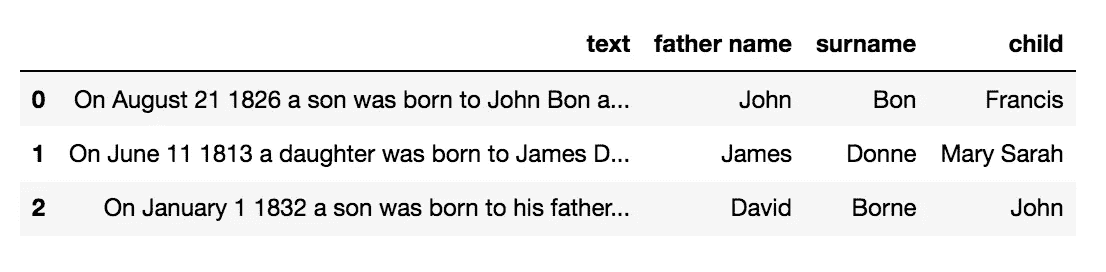 text father name surname child
0 On August 21 1826 a son was born to John Bon a... John Bon Francis
1 On June 11 1813 a daughter was born to James D... James Donne Mary Sarah
2 On January 1 1832 a son was born to his father... David Borne John